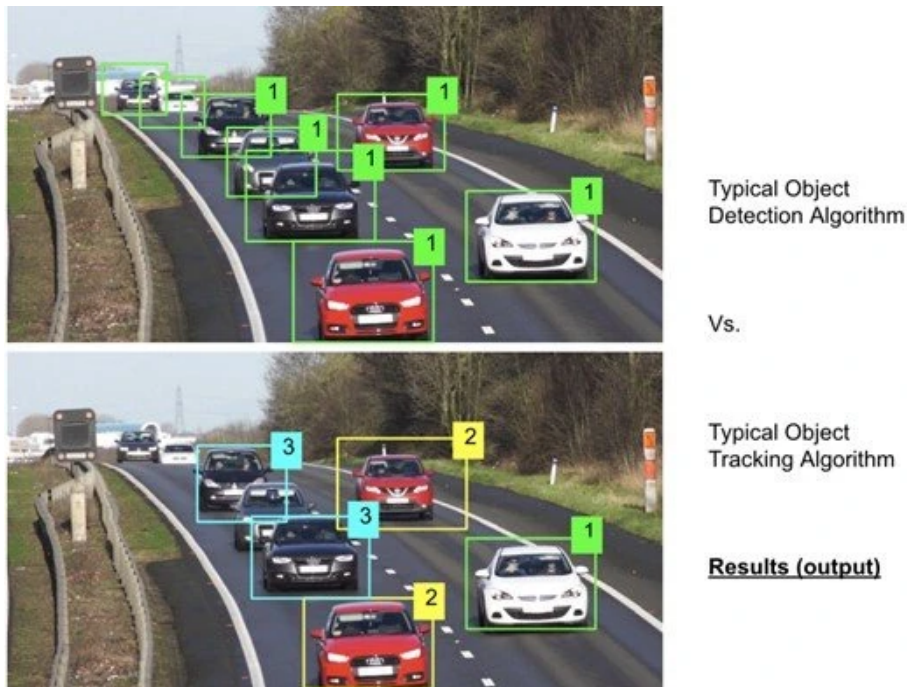 1
1
1
1
1
1
Typical Object
Detection Algorithm
Vs.
3
2
3
1
2
Typical Object
Tracking Algorithm
Results (output)